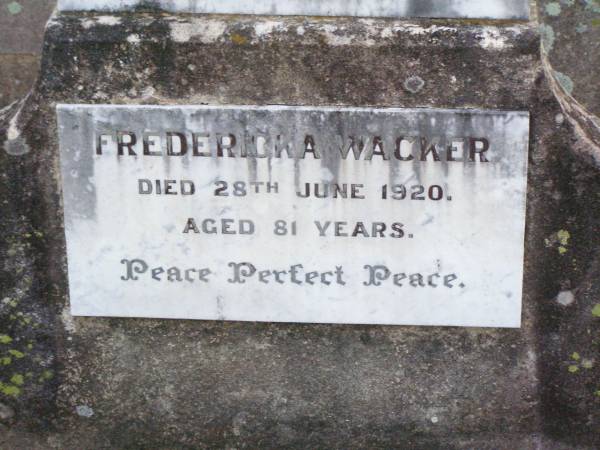 FREDERICKA WACKER
DIED 28TH JUNE 1920.
AGED 81 YEARS.
Peace Perfect Peace.